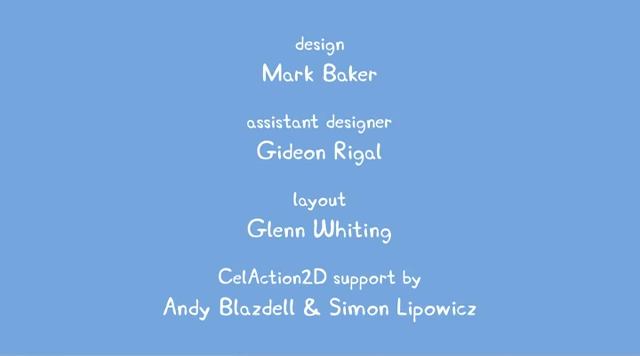 design
Mark Baker
assistant designer
Gideon Rigal
layout
Glenn Whiting
CelAction2D support by
Andy Blazdell & Simon Lipowicz